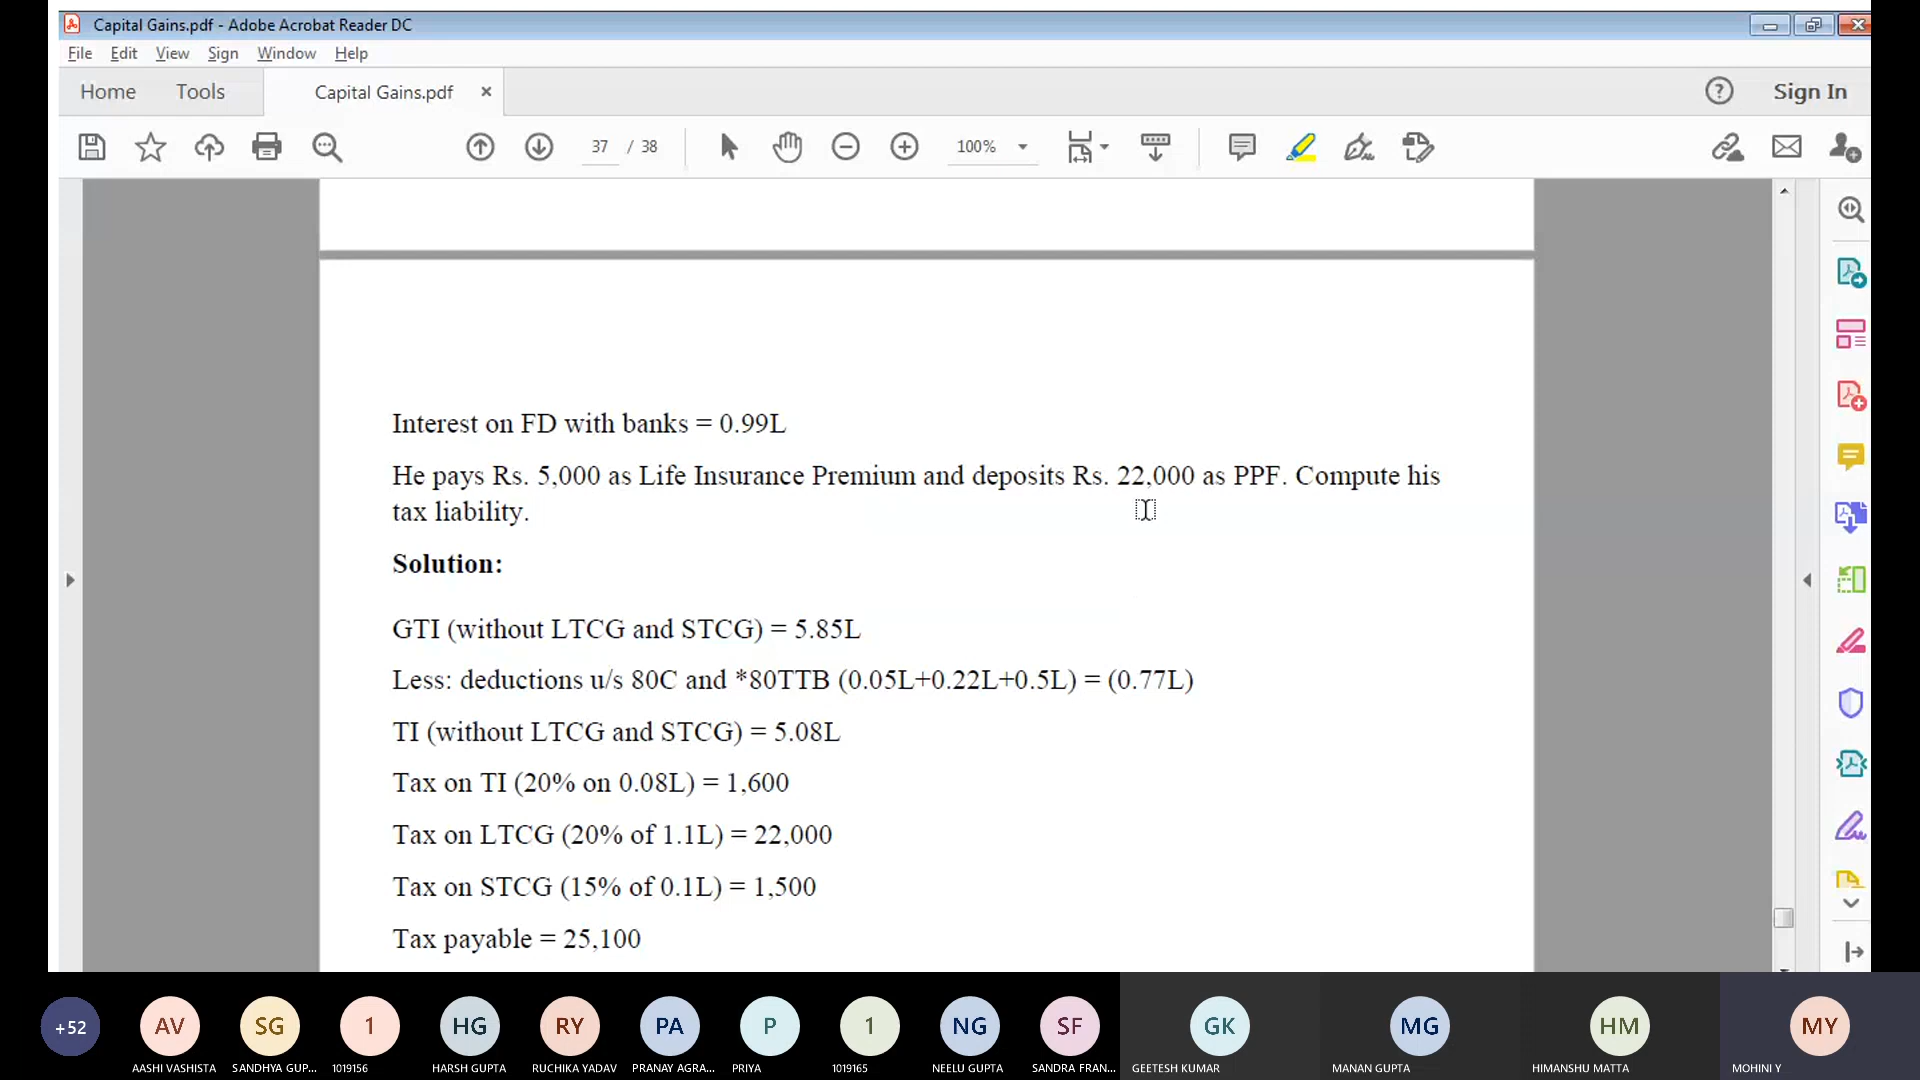 Capital Gains.pdf - Adobe Acrobat Reader DC
File Edit View Sign Window Help
Home Tools Capital Gains.pdf × Sign In
37 / 38 100%
Interest on FD with banks = 0.99L
He pays Rs. 5,000 as Life Insurance Premium and deposits Rs. 22,000 as PPF. Compute his
tax liability.
Solution:
GTI (without LTCG and STCG) = 5.85L
Less: deductions u/s 80C and *80TTB (0.05L+0.22L+0.5L) = (0.77L)
TI (without LTCG and STCG) = 5.08L
Tax on TI (20% on 0.08L) = 1,600
Tax on LTCG (20% of 1.1L) = 22,000
Tax on STCG (15% of 0.1L) = 1,500
Tax payable = 25,100
+52 AV SG 1 HG RY PA P 1 NG SF GK MG HM MY
AASHI VASHISTA SANDHYA GUP... 1019156 HARSH GUPTA RUCHIKA YADAV PRANAY AGRA... PRIYA 1019165 NEELU GUPTA SANDRA FRAN... GEETESH KUMAR MANAN GUPTA HIMANSHU MATTA MOHINI Y